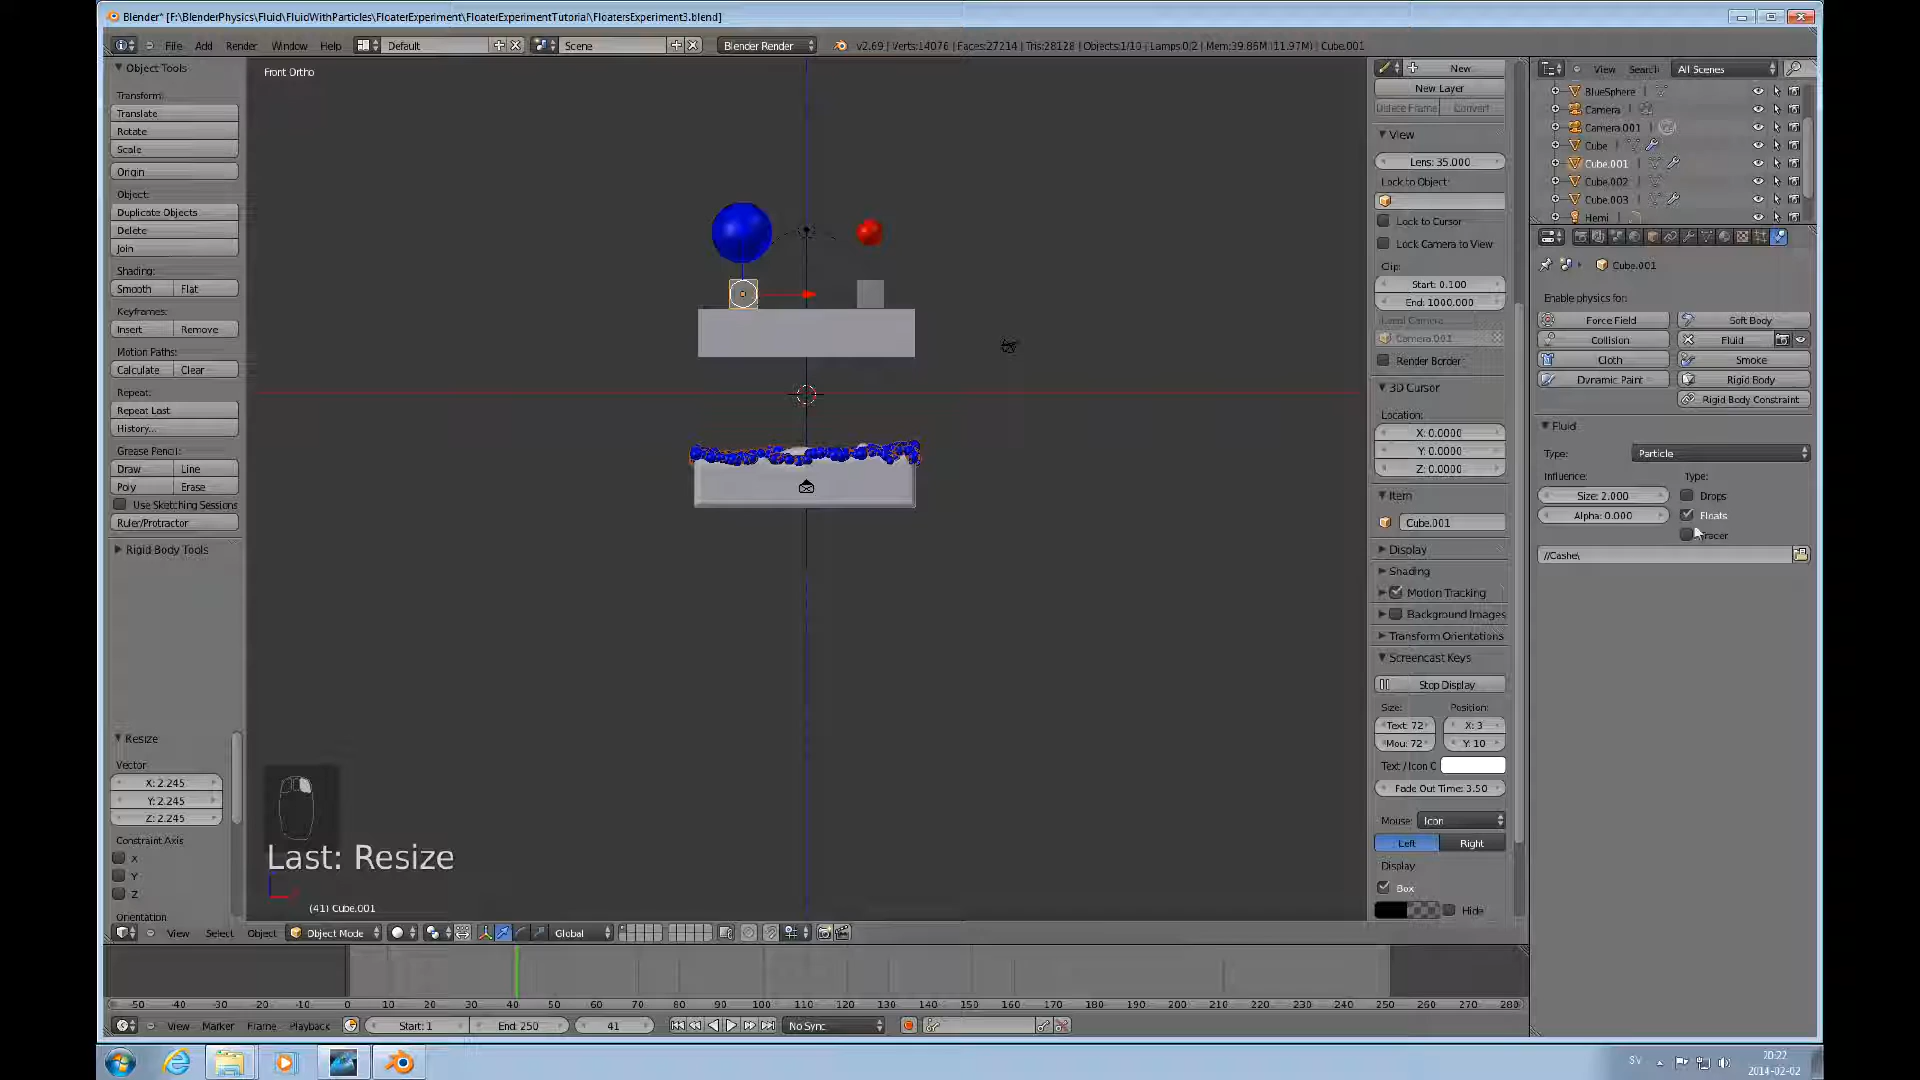 Blender* [F:\BlenderPhysics\Fluid\FluidWithParticles\FloaterExperiment\FloaterExperimentTutorial\FloatersExperiment3.blend]
File Add Render Window Help Default Scene Blender Render v2.69 | Verts:14076 | Faces:27214 | Tris:28128 | Objects:1/10 | Lamps:0/2 | Mem:39.86M (11.97M) | Cube.001
Object Tools
Transform:
Translate
Rotate
Scale
Origin
Object:
Duplicate Objects
Delete
Join
Shading:
Smooth Flat
Keyframes:
Insert Remove
Motion Paths:
Calculate Clear
Repeat:
Repeat Last
History...
Grease Pencil:
Draw Line
Poly Erase
Use Sketching Sessions
Ruler/Protractor
Rigid Body Tools
Resize
Vector
X: 2.245
Y: 2.245
Z: 2.245
Constraint Axis
X
Y
Z
Orientation
Front Ortho
Last: Resize
(41) Cube.001
View Select Object Object Mode Global
New
New Layer
Delete Frame Convert
View
Lens: 35.000
Lock to Object:
Lock to Cursor
Lock Camera to View
Clip:
Start: 0.100
End: 1000.000
Local Camera:
Camera.001
Render Border
3D Cursor
Location:
X: 0.0000
Y: 0.0000
Z: 0.0000
Item
Cube.001
Display
Shading
Motion Tracking
Background Images
Transform Orientations
Screencast Keys
Stop Display
Size: Position:
Text: 72 X: 3
Mou: 72 Y: 10
Text / Icon C
Fade Out Time: 3.50
Mouse: Icon
Left Right
Display
Box
Hide
View Search All Scenes
BlueSphere
Camera
Camera.001
Cube
Cube.001
Cube.002
Cube.003
Hemi
Cube.001
Enable physics for:
Force Field Soft Body
Collision Fluid
Cloth Smoke
Dynamic Paint Rigid Body
Rigid Body Constraint
Fluid
Type: Particle
Influence: Type:
Size: 2.000 Drops
Alpha: 0.000 Floats
//Cashe\
-50 -40 -30 -20 -10 0 10 20 30 40 50 60 70 80 90 100 110 120 130 140 150 160 170 180 190 200 210 220 230 240 250 260 270 280
View Marker Frame Playback Start: 1 End: 250 41 No Sync
SV 20:22
2014-02-02